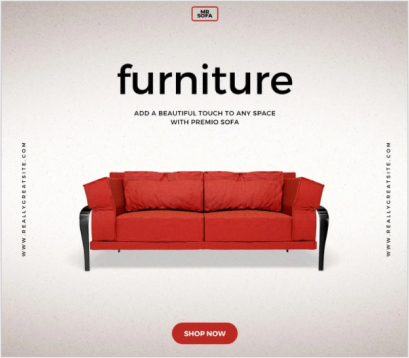 MR
SOFA
furniture
ADD A BEAUTIFUL TOUCH TO ANY SPACE
WITH PREMIO SOFA
WWW.REALLYGREATSITE.COM
WWW.REALLYGREATSITE.COM
SHOP NOW